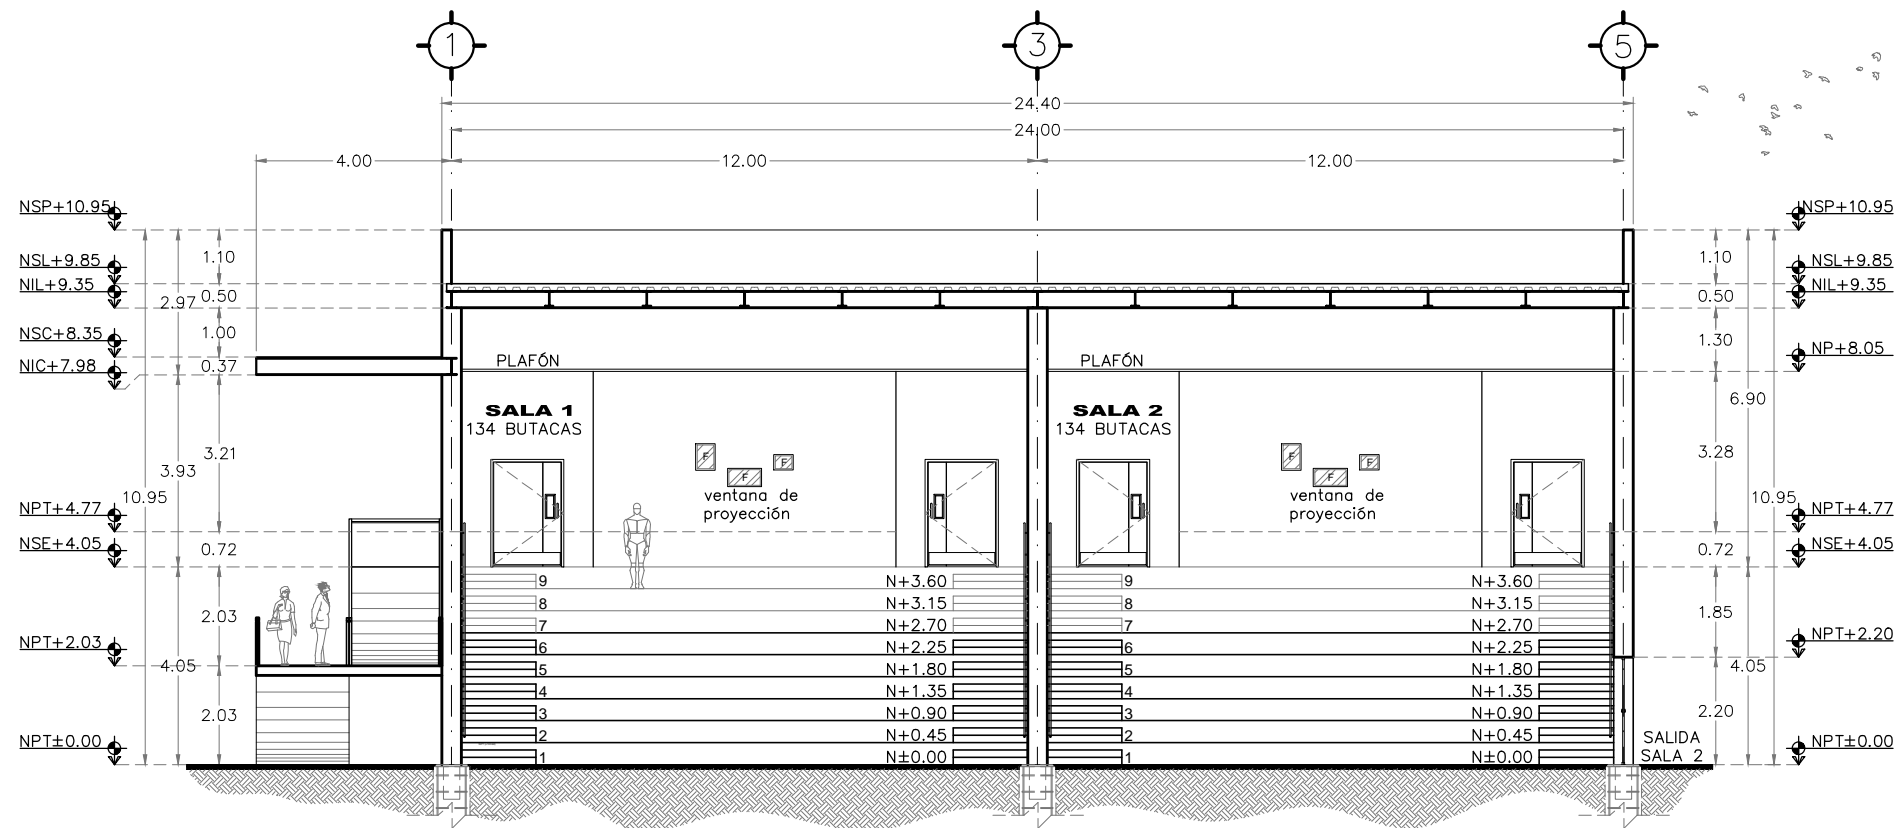 1
3
5
24.40
24.00
4.00
12.00
12.00
NSP+10.95
NSP+10.95
NSL+9.85
1.10
1.10
NSL+9.85
NIL+9.35
2.97
0.50
0.50
NIL+9.35
NSC+8.35
1.00
1.30
NP+8.05
NIC+7.98
0.37
PLAFÓN
PLAFÓN
6.90
SALA 1
134 BUTACAS
SALA 2
134 BUTACAS
3.21
3.93
F
F
F
F
F
F
3.28
10.95
ventana de
proyección
ventana de
proyección
10.95
NPT+4.77
NPT+4.77
NSE+4.05
0.72
0.72
NSE+4.05
9
N+3.60
9
N+3.60
8
N+3.15
8
N+3.15
2.03
1.85
7
N+2.70
7
N+2.70
NPT+2.03
6
N+2.25
6
N+2.25
NPT+2.20
4.05
5
N+1.80
5
N+1.80
4.05
4
N+1.35
4
N+1.35
2.03
3
N+0.90
3
N+0.90
2.20
2
N+0.45
2
N+0.45
NPT±0.00
1
N±0.00
1
N±0.00
SALIDA
SALA 2
NPT±0.00